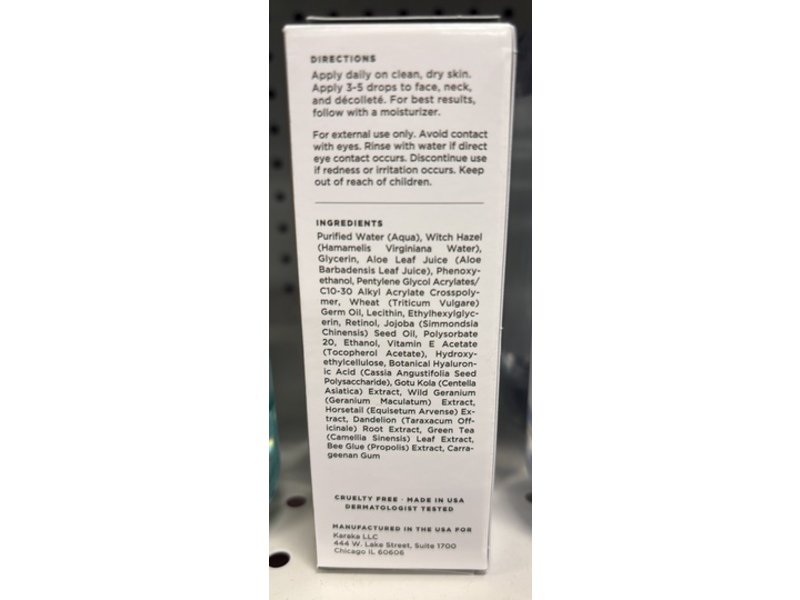 DIRECTIONS
Apply daily on clean, dry skin.
Apply 3-5 drops to face, neck,
and décolleté. For best results,
follow with a moisturizer.
For external use only. Avoid contact
with eyes. Rinse with water if direct
eye contact occurs. Discontinue use
if redness or irritation occurs. Keep
out of reach of children.
INGREDIENTS
Purified Water (Aqua), Witch Hazel
(Hamamelis Virginiana Water),
Glycerin, Aloe Leaf Juice (Aloe
Barbadensis Leaf Juice), Phenoxy-
ethanol, Pentylene Glycol Acrylates/
C10-30 Alkyl Acrylate Crosspoly-
mer, Wheat (Triticum Vulgare)
Germ Oil, Lecithin, Ethylhexylglyc-
erin, Retinol, Jojoba (Simmondsia
Chinensis) Seed Oil, Polysorbate
20, Ethanol, Vitamin E Acetate
(Tocopherol Acetate), Hydroxy-
ethylcellulose, Botanical Hyaluron-
ic Acid (Cassia Angustifolia Seed
Polysaccharide), Gotu Kola (Centella
Asiatica) Extract, Wild Geranium
(Geranium Maculatum) Extract,
Horsetail (Equisetum Arvense) Ex-
tract, Dandelion (Taraxacum Off-
icinale) Root Extract, Green Tea
(Camellia Sinensis) Leaf Extract,
Bee Glue (Propolis) Extract, Carra-
geenan Gum
CRUELTY FREE · MADE IN USA
DERMATOLOGIST TESTED
MANUFACTURED IN THE USA FOR
Karaka LLC
444 W. Lake Street, Suite 1700
Chicago IL 60606